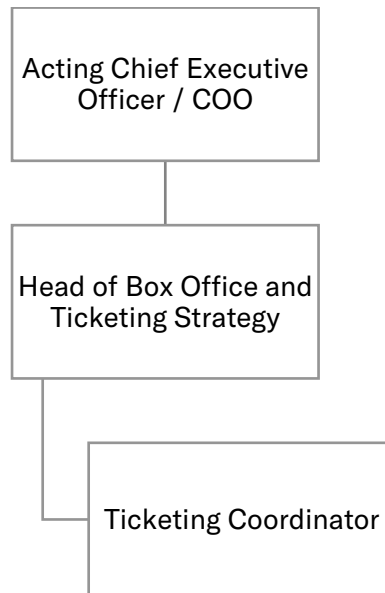 Acting Chief Executive
Officer / COO
Head of Box Office and
Ticketing Strategy
Ticketing Coordinator